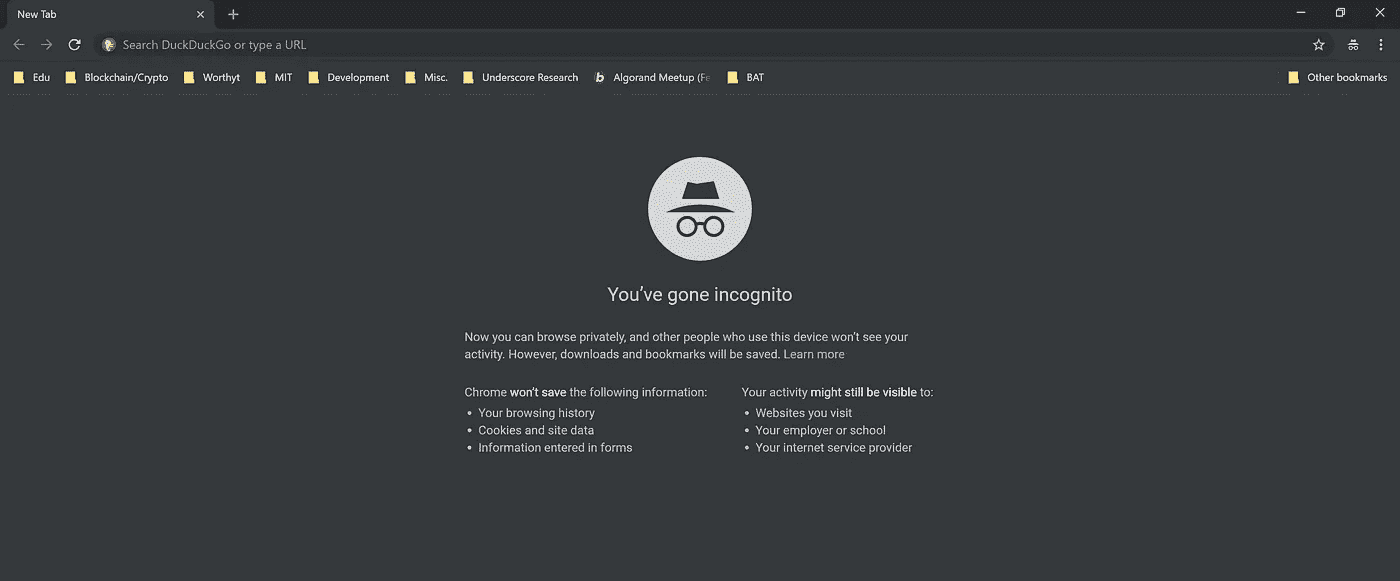 New Tab
Search DuckDuckGo or type a URL
Edu Blockchain/Crypto Worthyt MIT Development Misc. Underscore Research Algorand Meetup (Fe BAT Other bookmarks
You've gone incognito
Now you can browse privately, and other people who use this device won't see your
activity. However, downloads and bookmarks will be saved. Learn more
Chrome won't save the following information:
• Your browsing history
• Cookies and site data
• Information entered in forms
Your activity might still be visible to:
• Websites you visit
• Your employer or school
• Your internet service provider